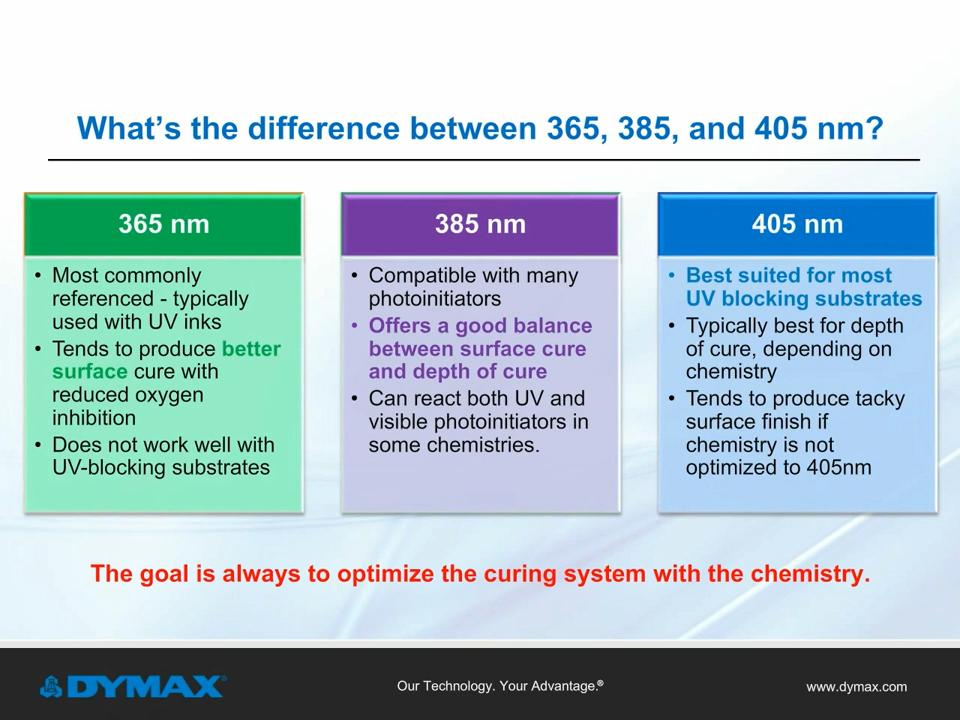 What's the difference between 365, 385, and 405 nm?
365 nm
• Most commonly
referenced - typically
used with UV inks
• Tends to produce better
surface cure with
reduced oxygen
inhibition
• Does not work well with
UV-blocking substrates
385 nm
• Compatible with many
photoinitiators
• Offers a good balance
between surface cure
and depth of cure
• Can react both UV and
visible photoinitiators in
some chemistries.
405 nm
• Best suited for most
UV blocking substrates
• Typically best for depth
of cure, depending on
chemistry
• Tends to produce tacky
surface finish if
chemistry is not
optimized to 405nm
The goal is always to optimize the curing system with the chemistry.
DYMAX®
Our Technology. Your Advantage.®
www.dymax.com